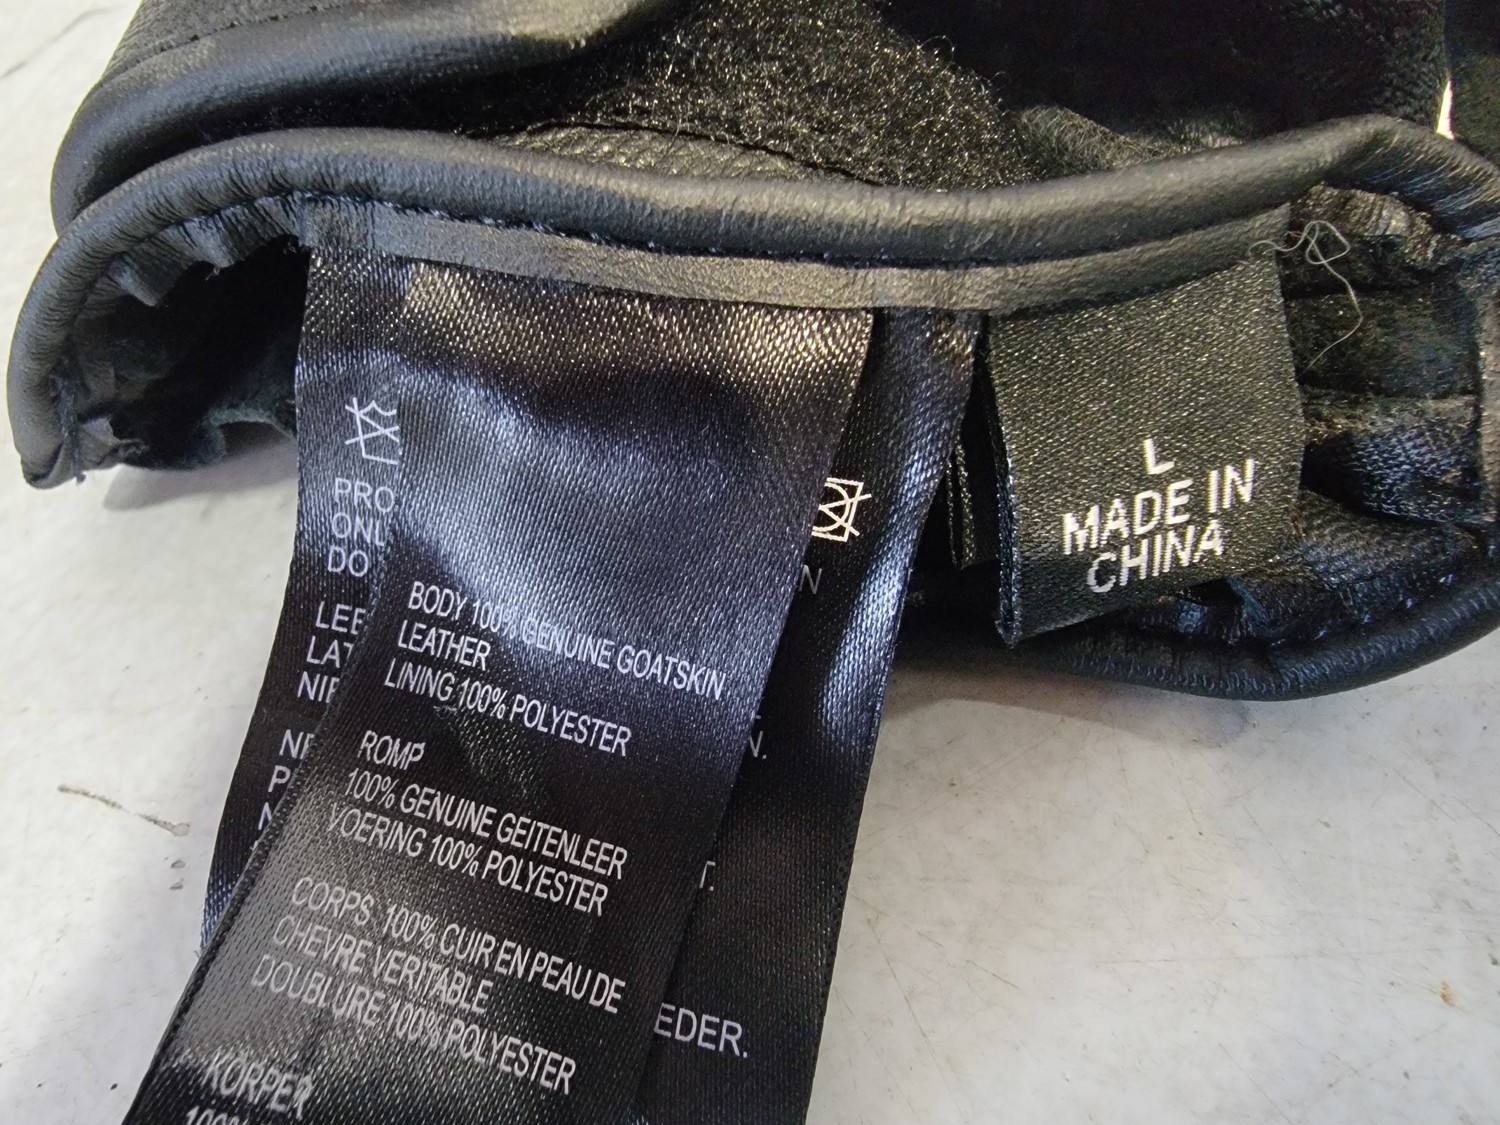 BODY 100% GENUINE GOATSKIN
LEATHER
LINING 100% POLYESTER
ROMP
100% GENUINE GEITENLEER
VOERING 100% POLYESTER
CORPS 100% CUIR EN PEAU DE
CHEVRE VERITABLE
DOUBLURE 100% POLYESTER
KÖRPER
100%
PRO
ONL
DO
LEE
LAT
NIE
N
N.
T.
EDER.
L
MADE IN
CHINA